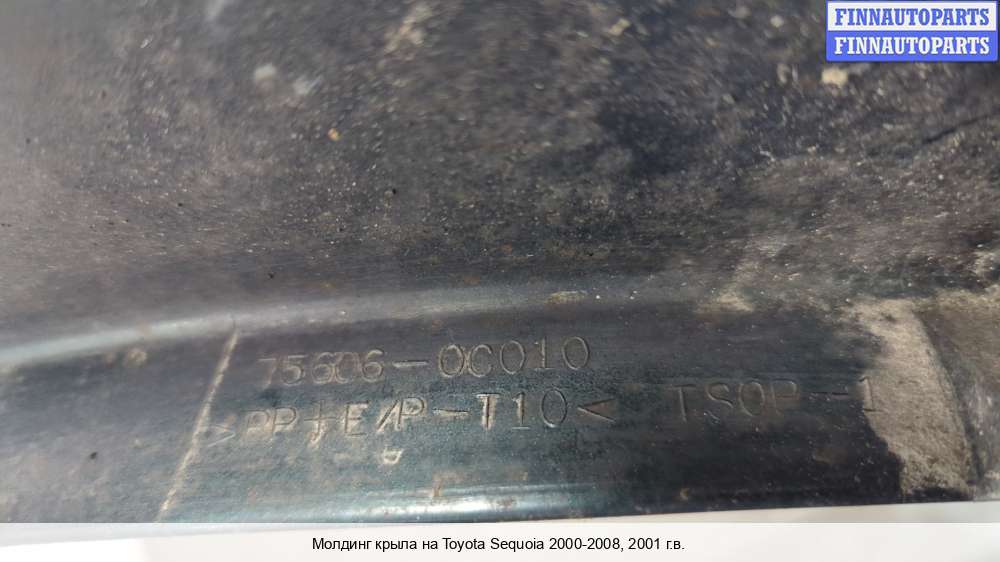 FINNAUTOPARTS
FINNAUTOPARTS
75606-0C010
>PP+E/P-T10< TSOP-1
Молдинг крыла на Toyota Sequoia 2000-2008, 2001 г.в.